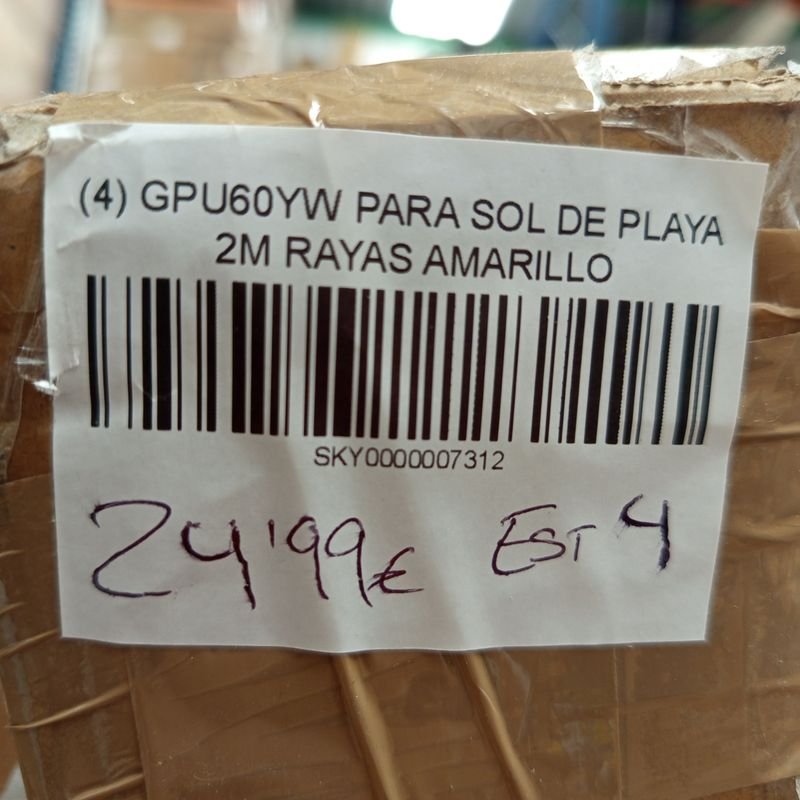 (4) GPU60YW PARA SOL DE PLAYA
2M RAYAS AMARILLO
SKY0000007312
24'99€ EST 4